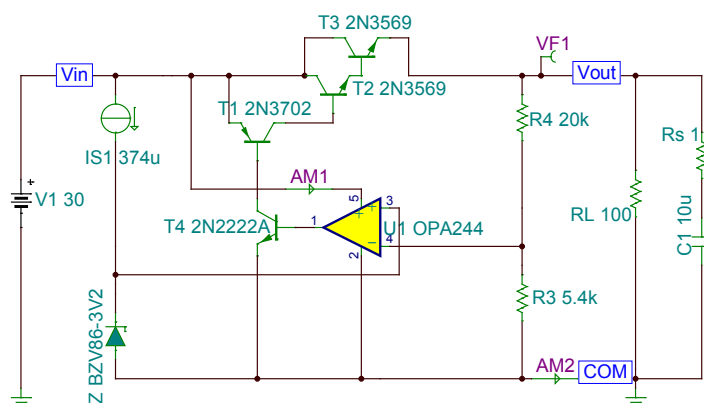 T3 2N3569
VF1
Vin
Vout
T2 2N3569
T1 2N3702
R4 20k
Rs 1
IS1 374u
AM1
+
V1 30
5
3
+
+
T4 2N2222A
1
U1 OPA244
RL 100
C1 10u
-
4
2
R3 5.4k
Z BZV86-3V2
AM2
COM